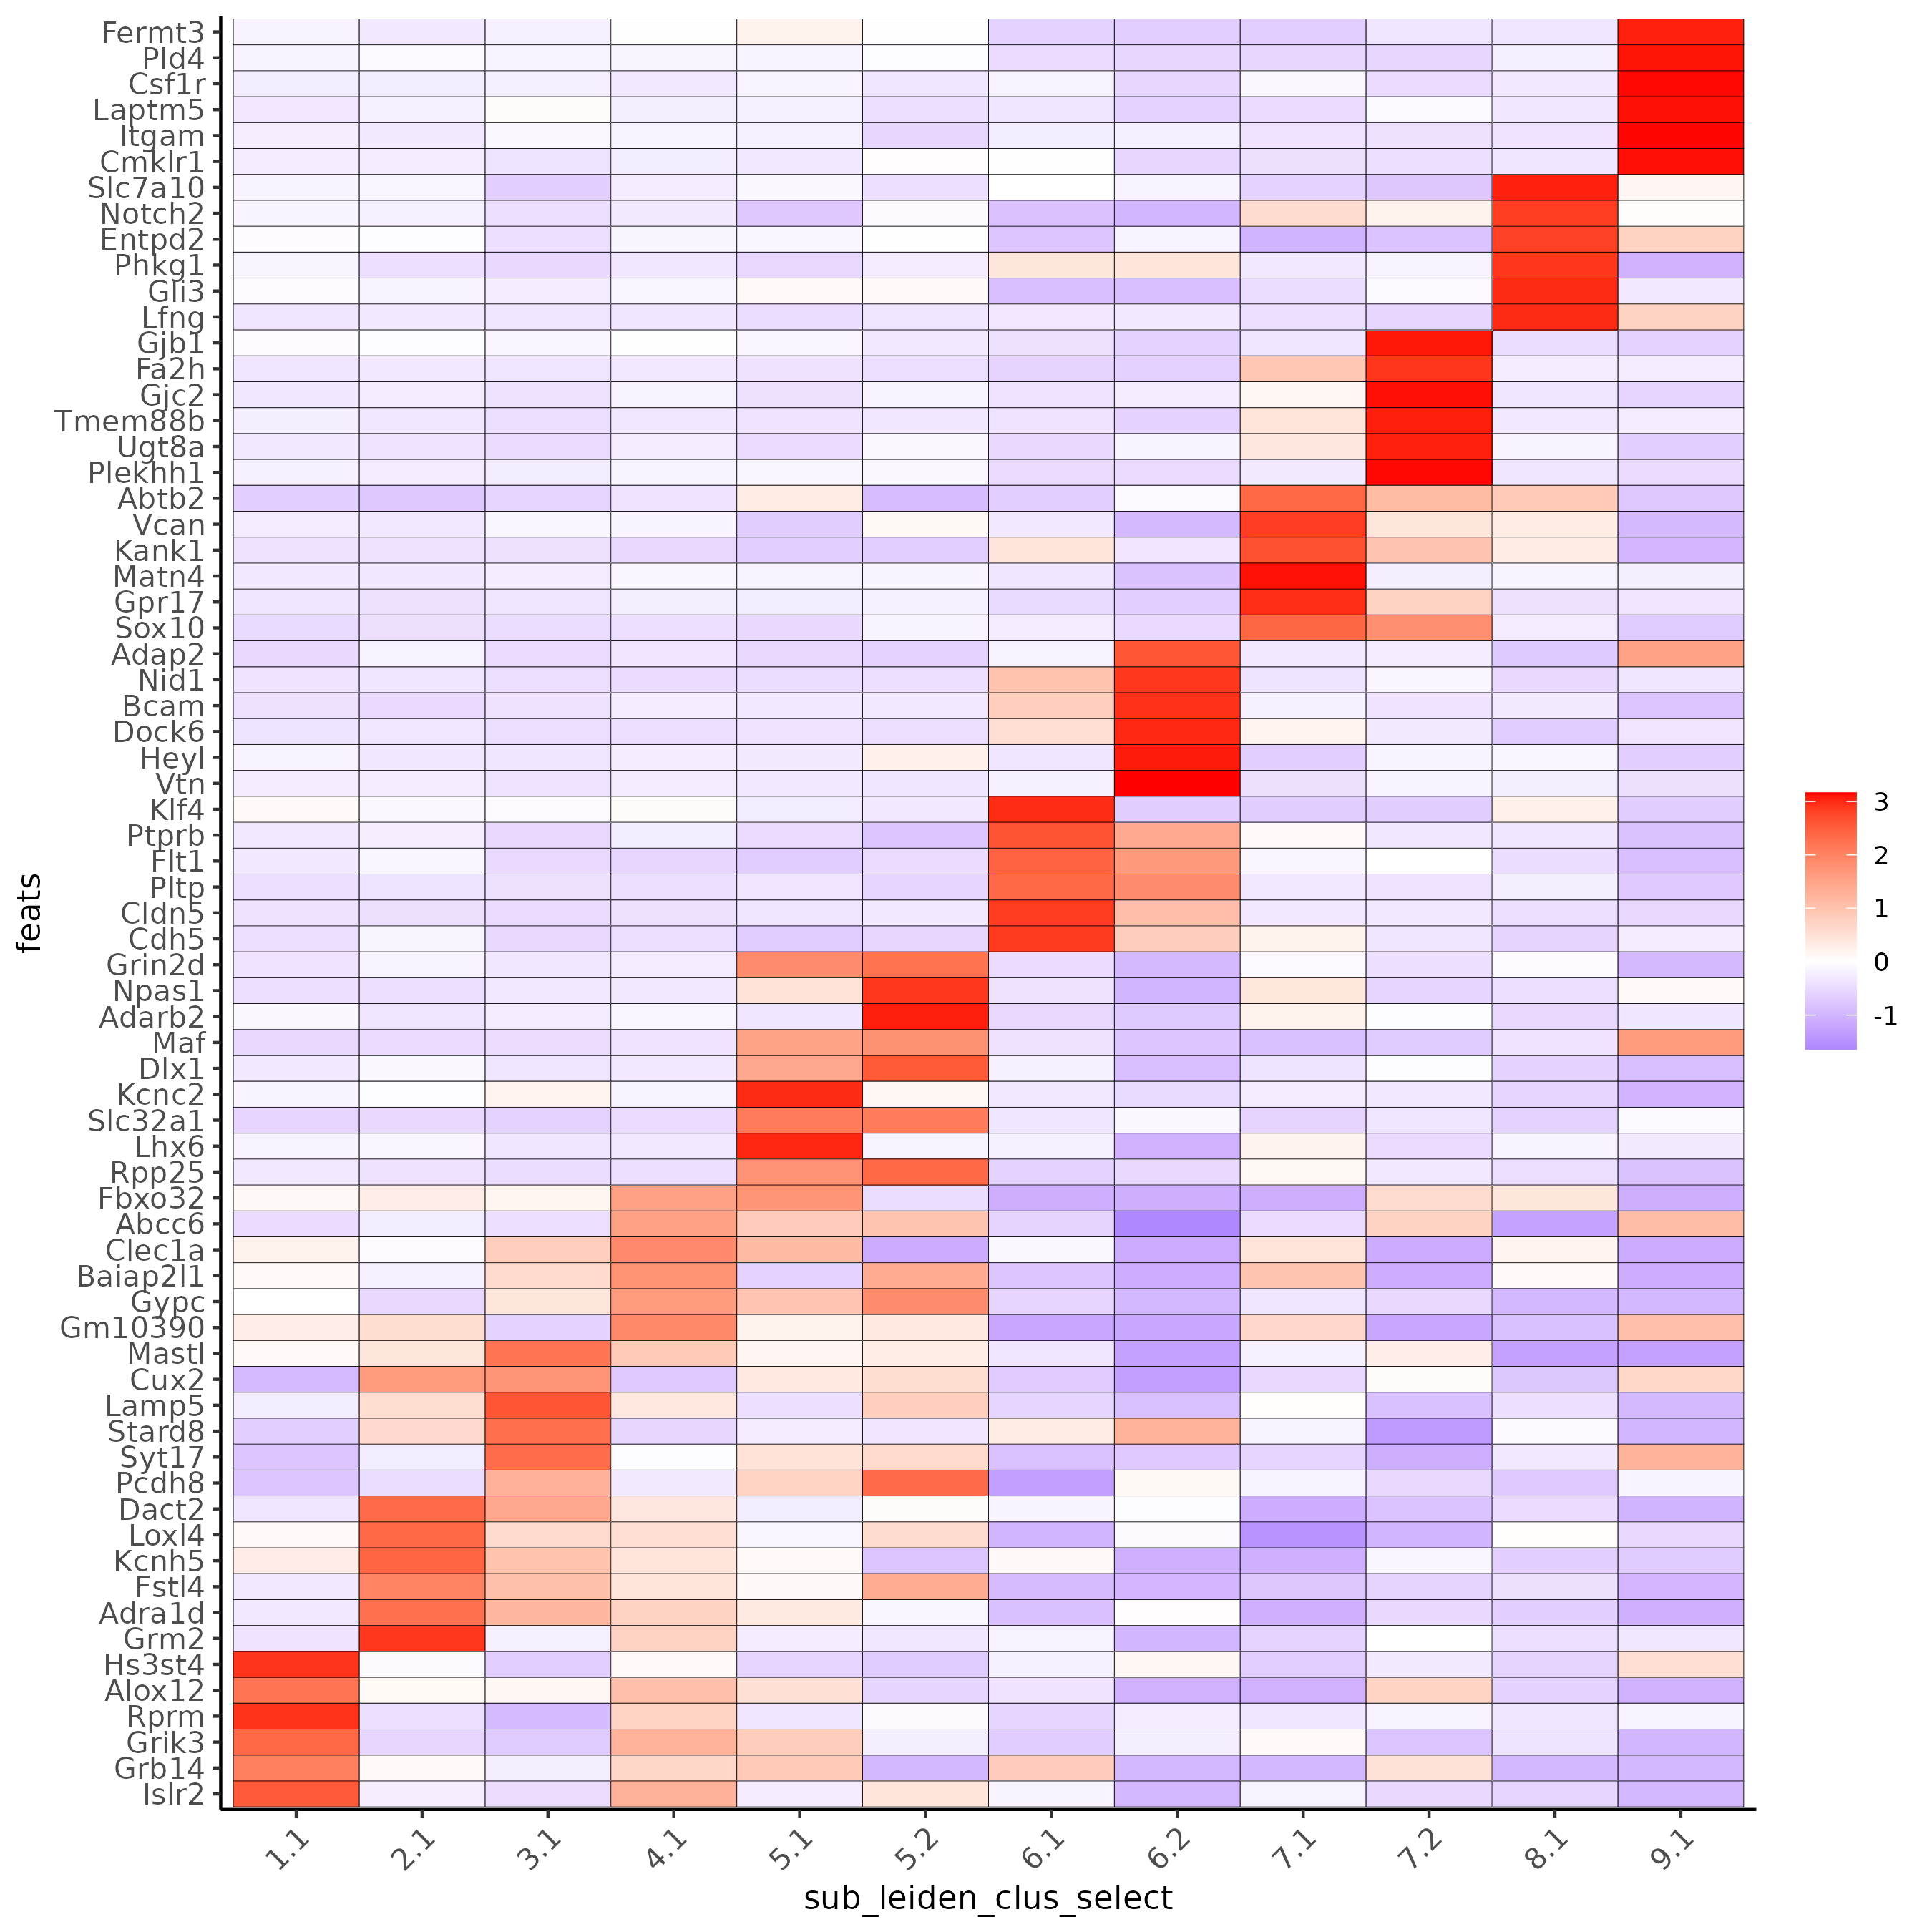 Fermt3
Pld4
Csf1r
Laptm5
Itgam
Cmklr1
Slc7a10
Notch2
Entpd2
Phkg1
Gli3
Lfng
Gjb1
Fa2h
Gjc2
Tmem88b
Ugt8a
Plekhh1
Abtb2
Vcan
Kank1
Matn4
Gpr17
Sox10
Adap2
Nid1
Bcam
Dock6
Heyl
Vtn
Klf4
Ptprb
Flt1
Pltp
Cldn5
Cdh5
Grin2d
Npas1
Adarb2
Maf
Dlx1
Kcnc2
Slc32a1
Lhx6
Rpp25
Fbxo32
Abcc6
Clec1a
Baiap2l1
Gypc
Gm10390
Mastl
Cux2
Lamp5
Stard8
Syt17
Pcdh8
Dact2
Loxl4
Kcnh5
Fstl4
Adra1d
Grm2
Hs3st4
Alox12
Rprm
Grik3
Grb14
Islr2
feats
1.1 2.1 3.1 4.1 5.1 5.2 6.1 6.2 7.1 7.2 8.1 9.1
sub_leiden_clus_select
3
2
1
0
-1